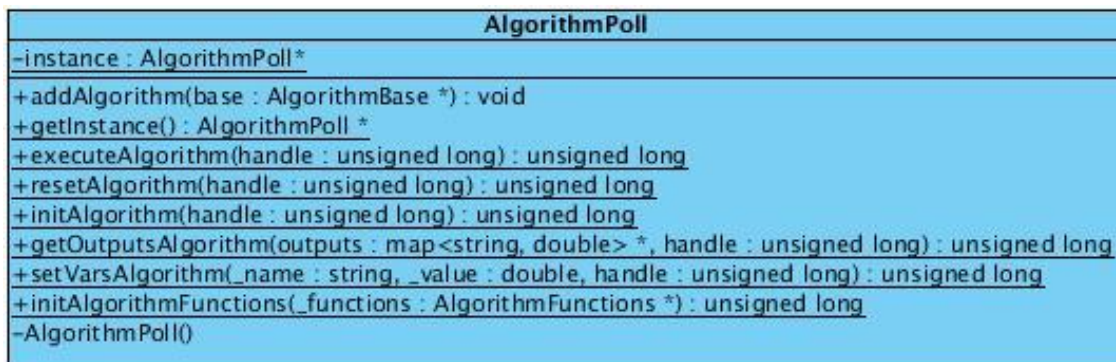 AlgorithmPoll
-instance : AlgorithmPoll*
+addAlgorithm(base : AlgorithmBase *) : void
+getInstance() : AlgorithmPoll *
+executeAlgorithm(handle : unsigned long) : unsigned long
+resetAlgorithm(handle : unsigned long) : unsigned long
+initAlgorithm(handle : unsigned long) : unsigned long
+getOutputsAlgorithm(outputs : map<string, double> *, handle : unsigned long) : unsigned long
+setVarsAlgorithm(_name : string, _value : double, handle : unsigned long) : unsigned long
+initAlgorithmFunctions(_functions : AlgorithmFunctions *) : unsigned long
-AlgorithmPoll()